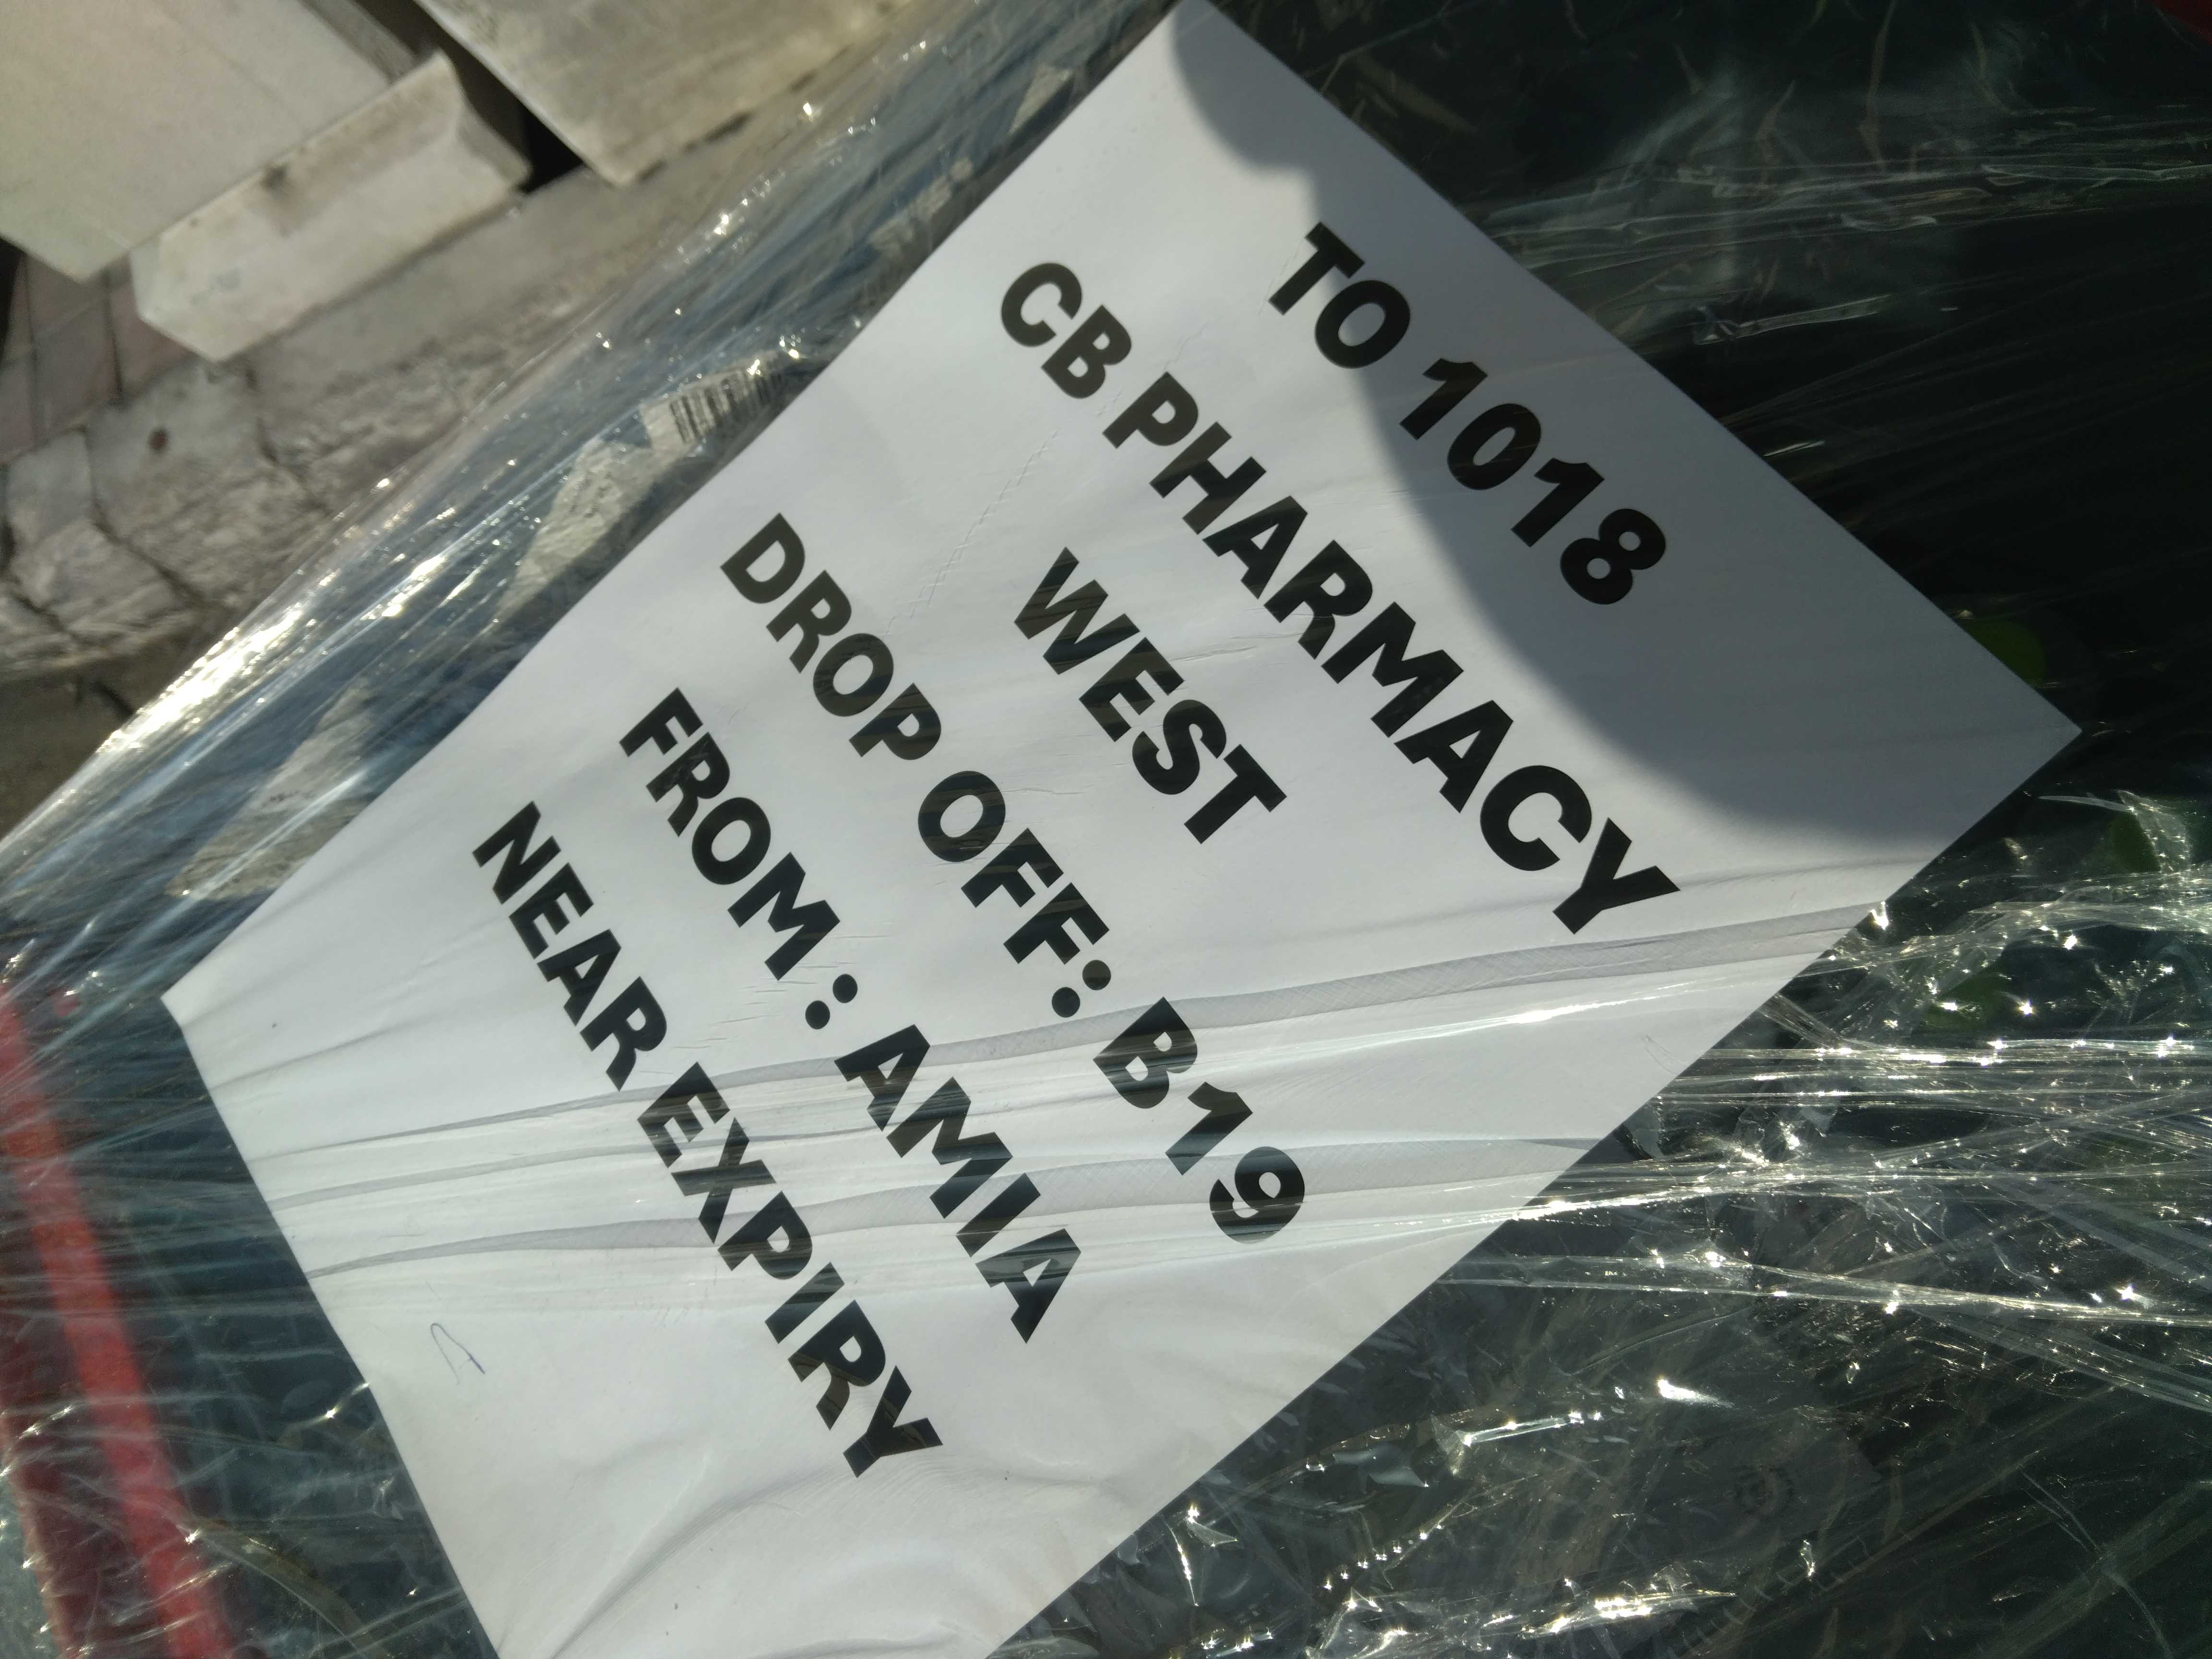 TO 1018
CB PHARMACY
WEST
DROP OFF: B19
FROM : AMIA
NEAR EXPIRY
A